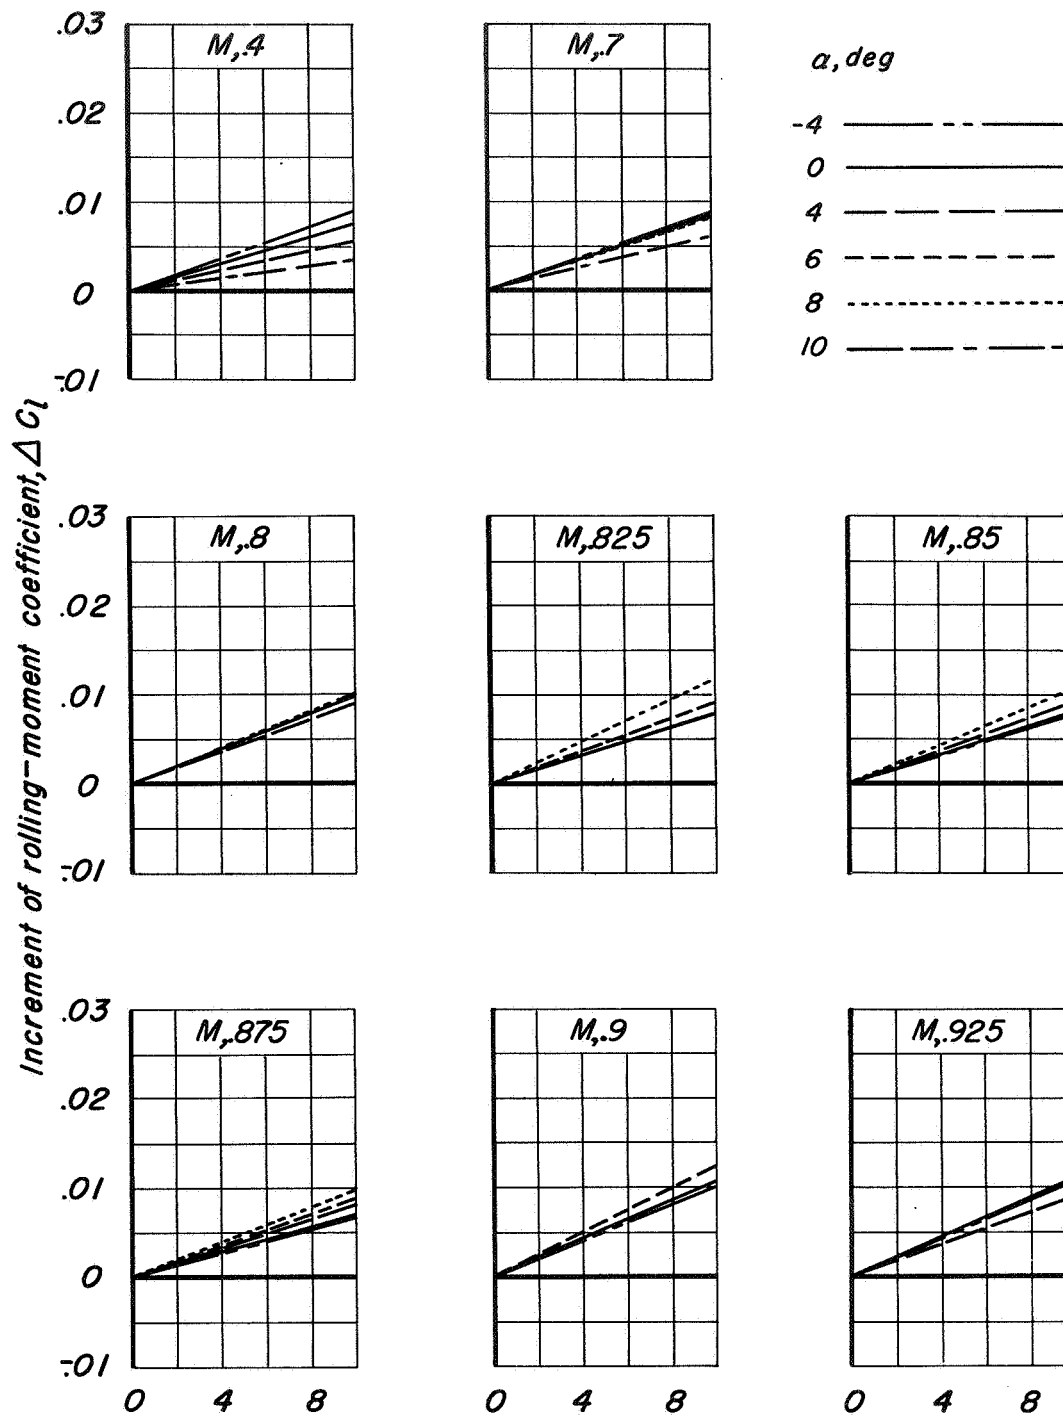 Increment of rolling-moment coefficient, Δ Cl
.03
.02
.01
0
-.01
M,.4
M,.7
α, deg
-4
0
4
6
8
10
.03
.02
.01
0
-.01
M,.8
M,.825
M,.85
.03
.02
.01
0
-.01
M,.875
M,.9
M,.925
0 4 8
0 4 8
0 4 8